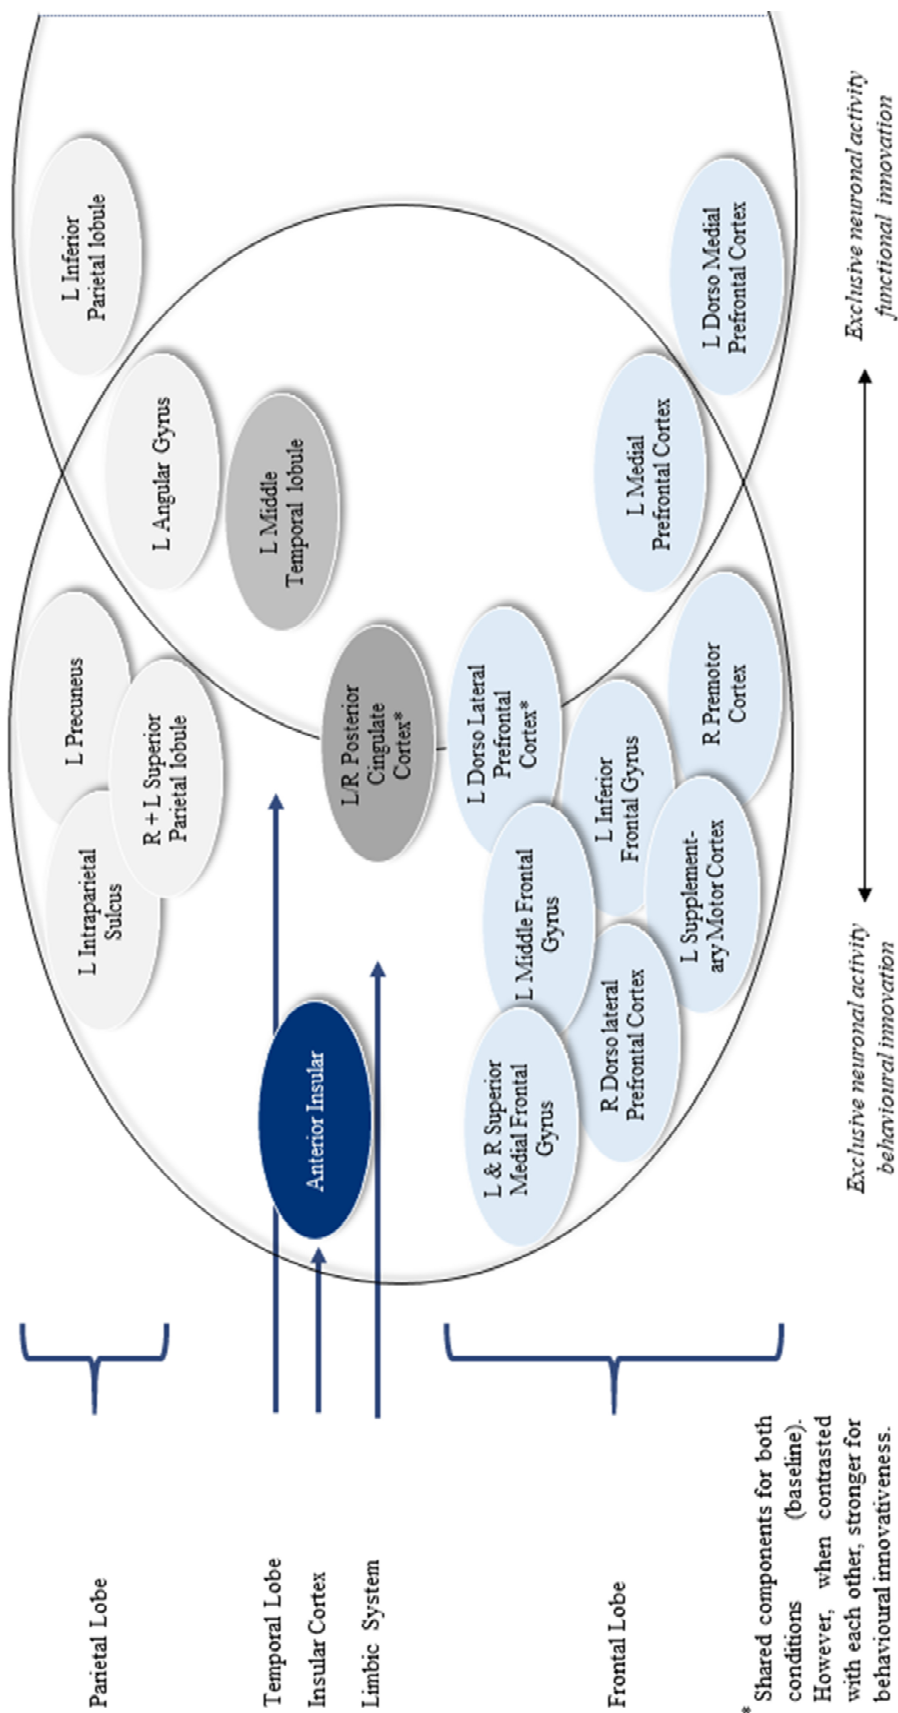 Parietal Lobe
L Intraparietal
Sulcus
L Precuneus
R + L Superior
Parietal lobule
L Angular Gyrus
L Inferior
Parietal lobule
Temporal Lobe
L Middle
Temporal lobule
Insular Cortex
Anterior Insular
Limbic System
L/R Posterior
Cingulate
Cortex*
Frontal Lobe
L & R Superior
Medial Frontal
Gyrus
L Middle Frontal
Gyrus
L Dorso Lateral
Prefrontal
Cortex*
R Dorso lateral
Prefrontal Cortex
L Inferior
Frontal Gyrus
L Supplement-
ary Motor Cortex
R Premotor
Cortex
L Medial
Prefrontal Cortex
L Dorso Medial
Prefrontal Cortex
* Shared components for both
conditions (baseline).
However, when contrasted
with each other, stronger for
behavioural innovativeness.
Exclusive neuronal activity
behavioural innovation
Exclusive neuronal activity
functional innovation